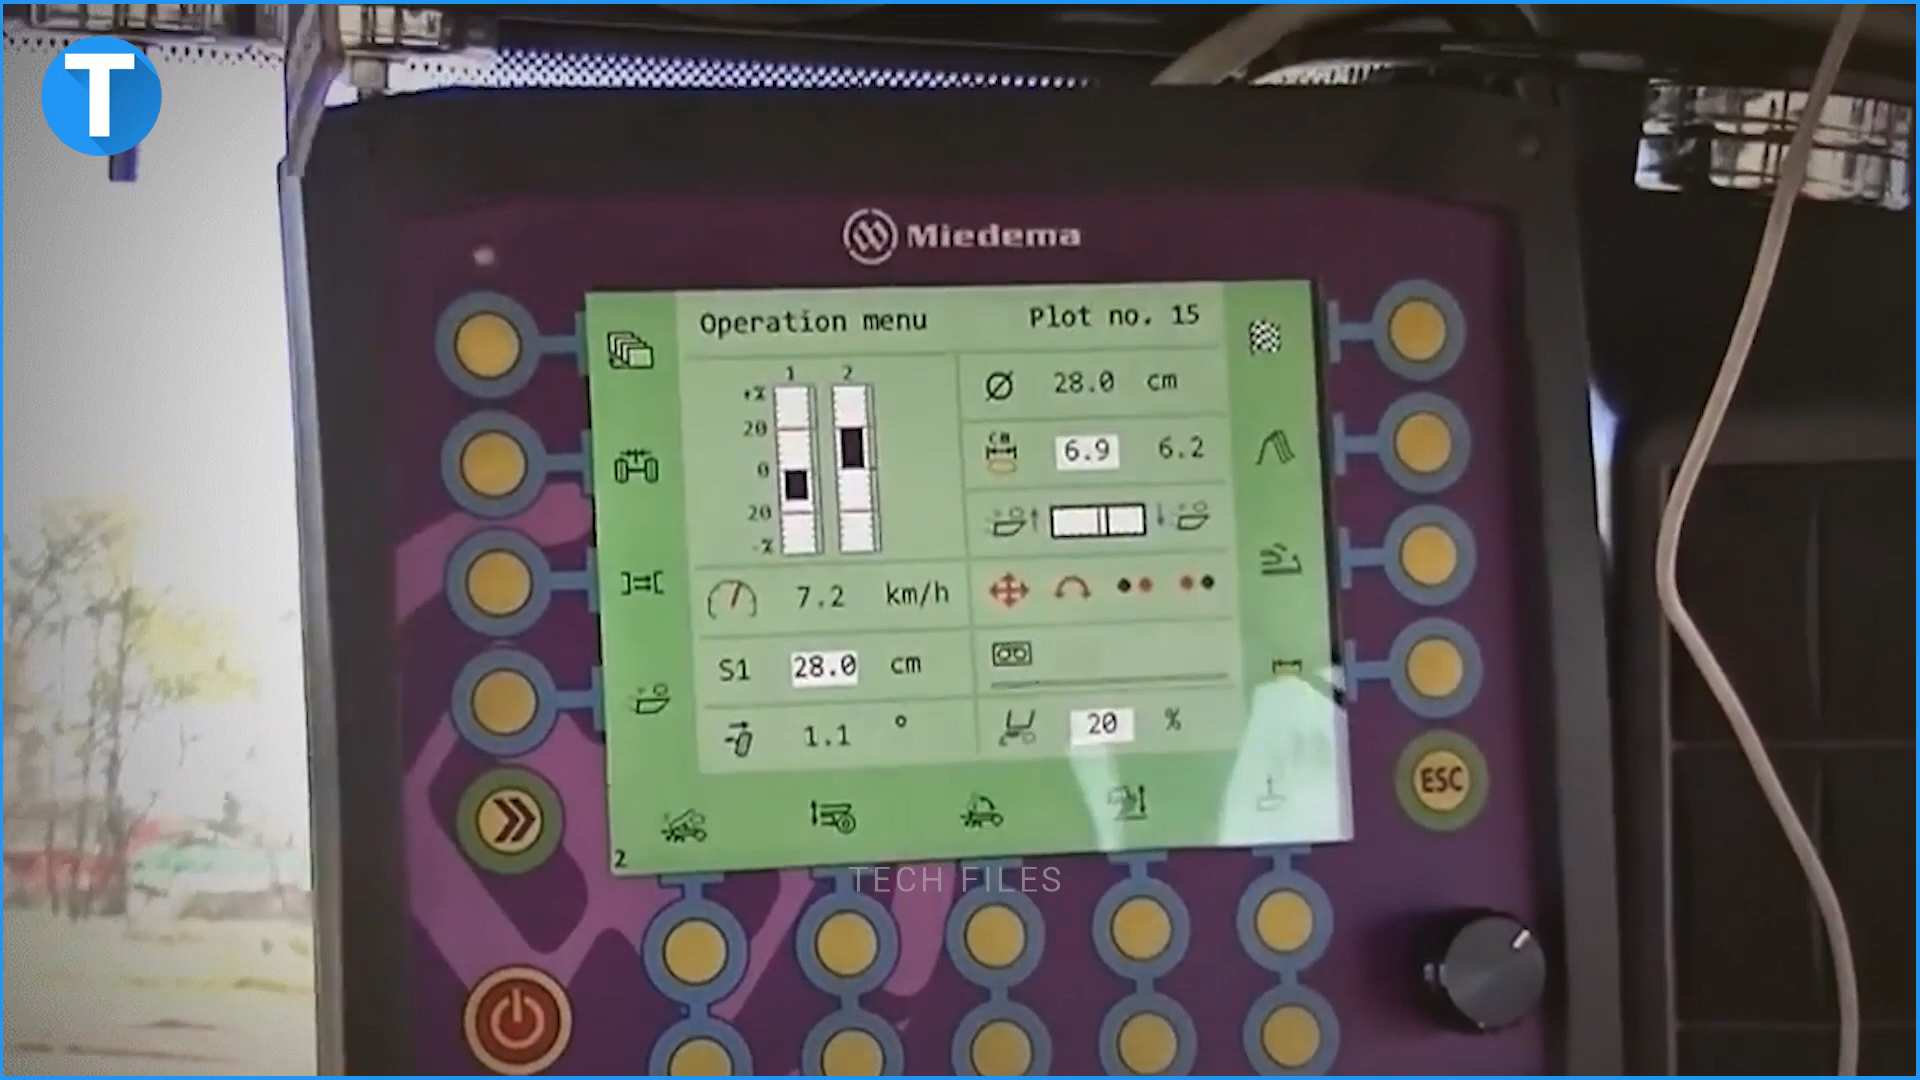 T
Miedema
Operation menu
Plot no. 15
1 2
+%
20
0
20
-%
Ø 28.0 cm
CB 6.9 6.2
7.2 km/h
S1 28.0 cm
1.1 °
20 %
2
ESC
TECH FILES